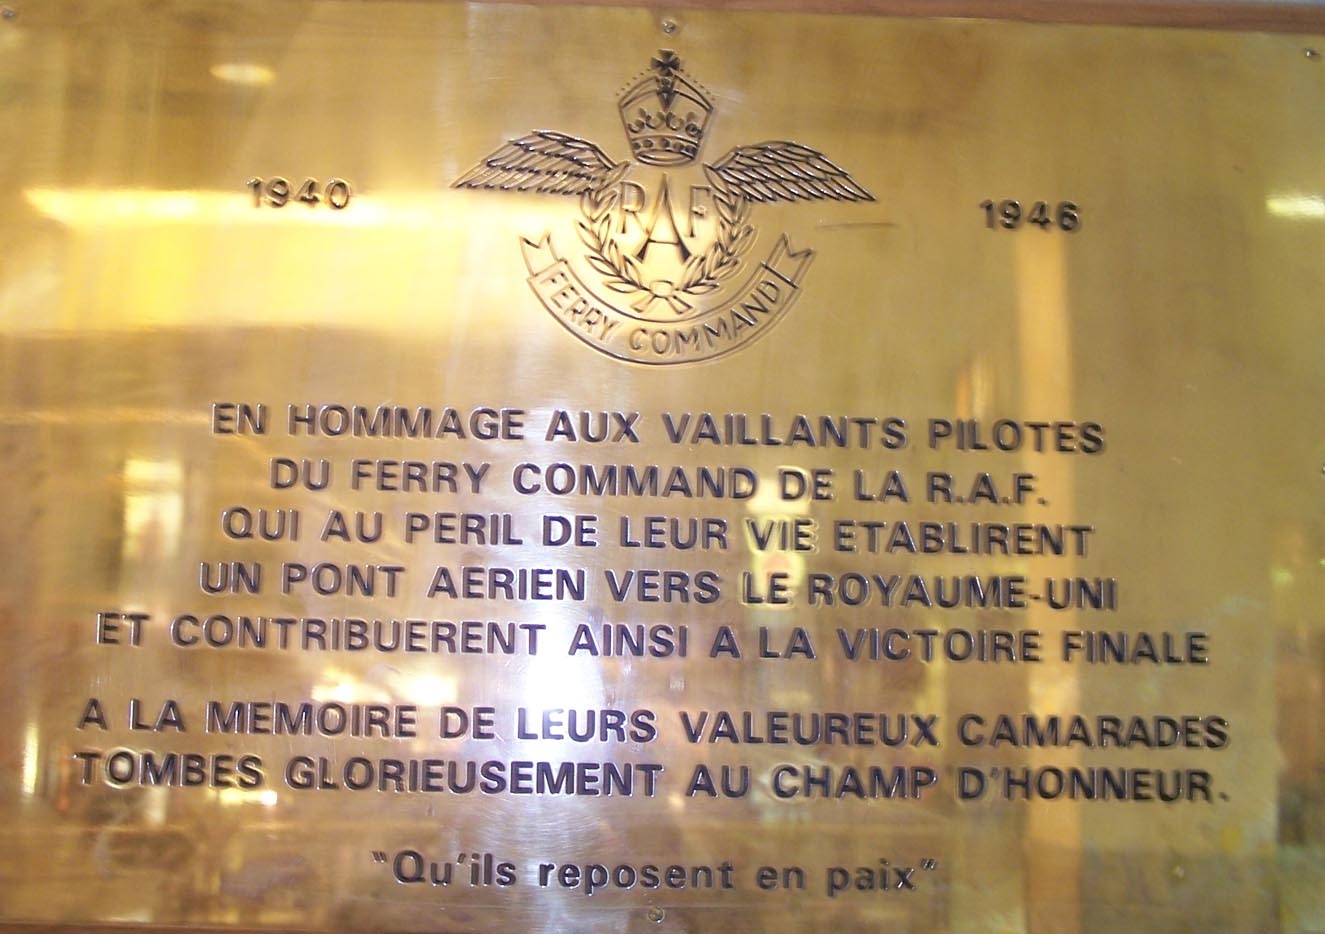 1940
1946
RAF
FERRY COMMAND
EN HOMMAGE AUX VAILLANTS PILOTES
DU FERRY COMMAND DE LA R.A.F.
QUI AU PERIL DE LEUR VIE ETABLIRENT
UN PONT AERIEN VERS LE ROYAUME-UNI
ET CONTRIBUERENT AINSI A LA VICTOIRE FINALE
A LA MEMOIRE DE LEURS VALEUREUX CAMARADES
TOMBES GLORIEUSEMENT AU CHAMP D'HONNEUR.
"Qu'ils reposent en paix"